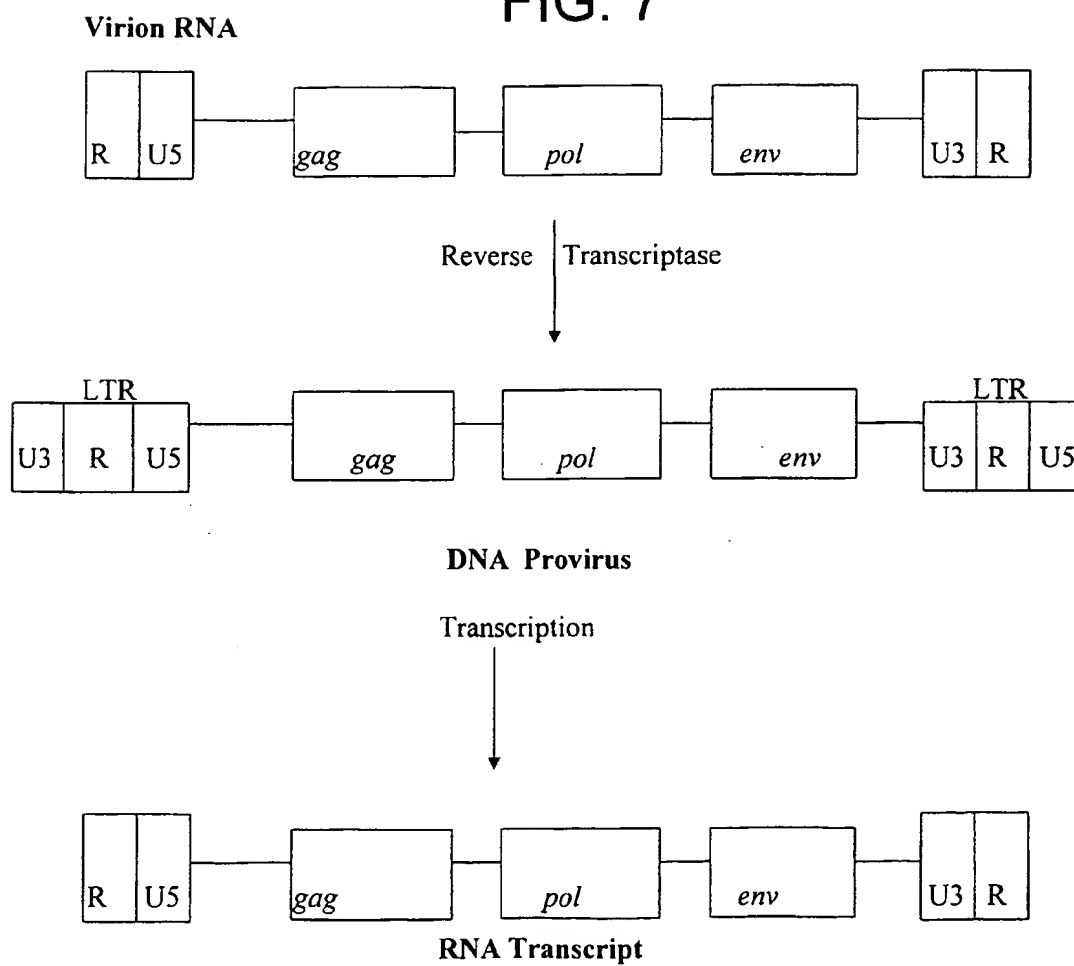 FIG. 7
Virion RNA
R U5 gag pol env U3 R
Reverse Transcriptase
LTR LTR
U3 R U5 gag pol env U3 R U5
DNA Provirus
Transcription
R U5 gag pol env U3 R
RNA Transcript